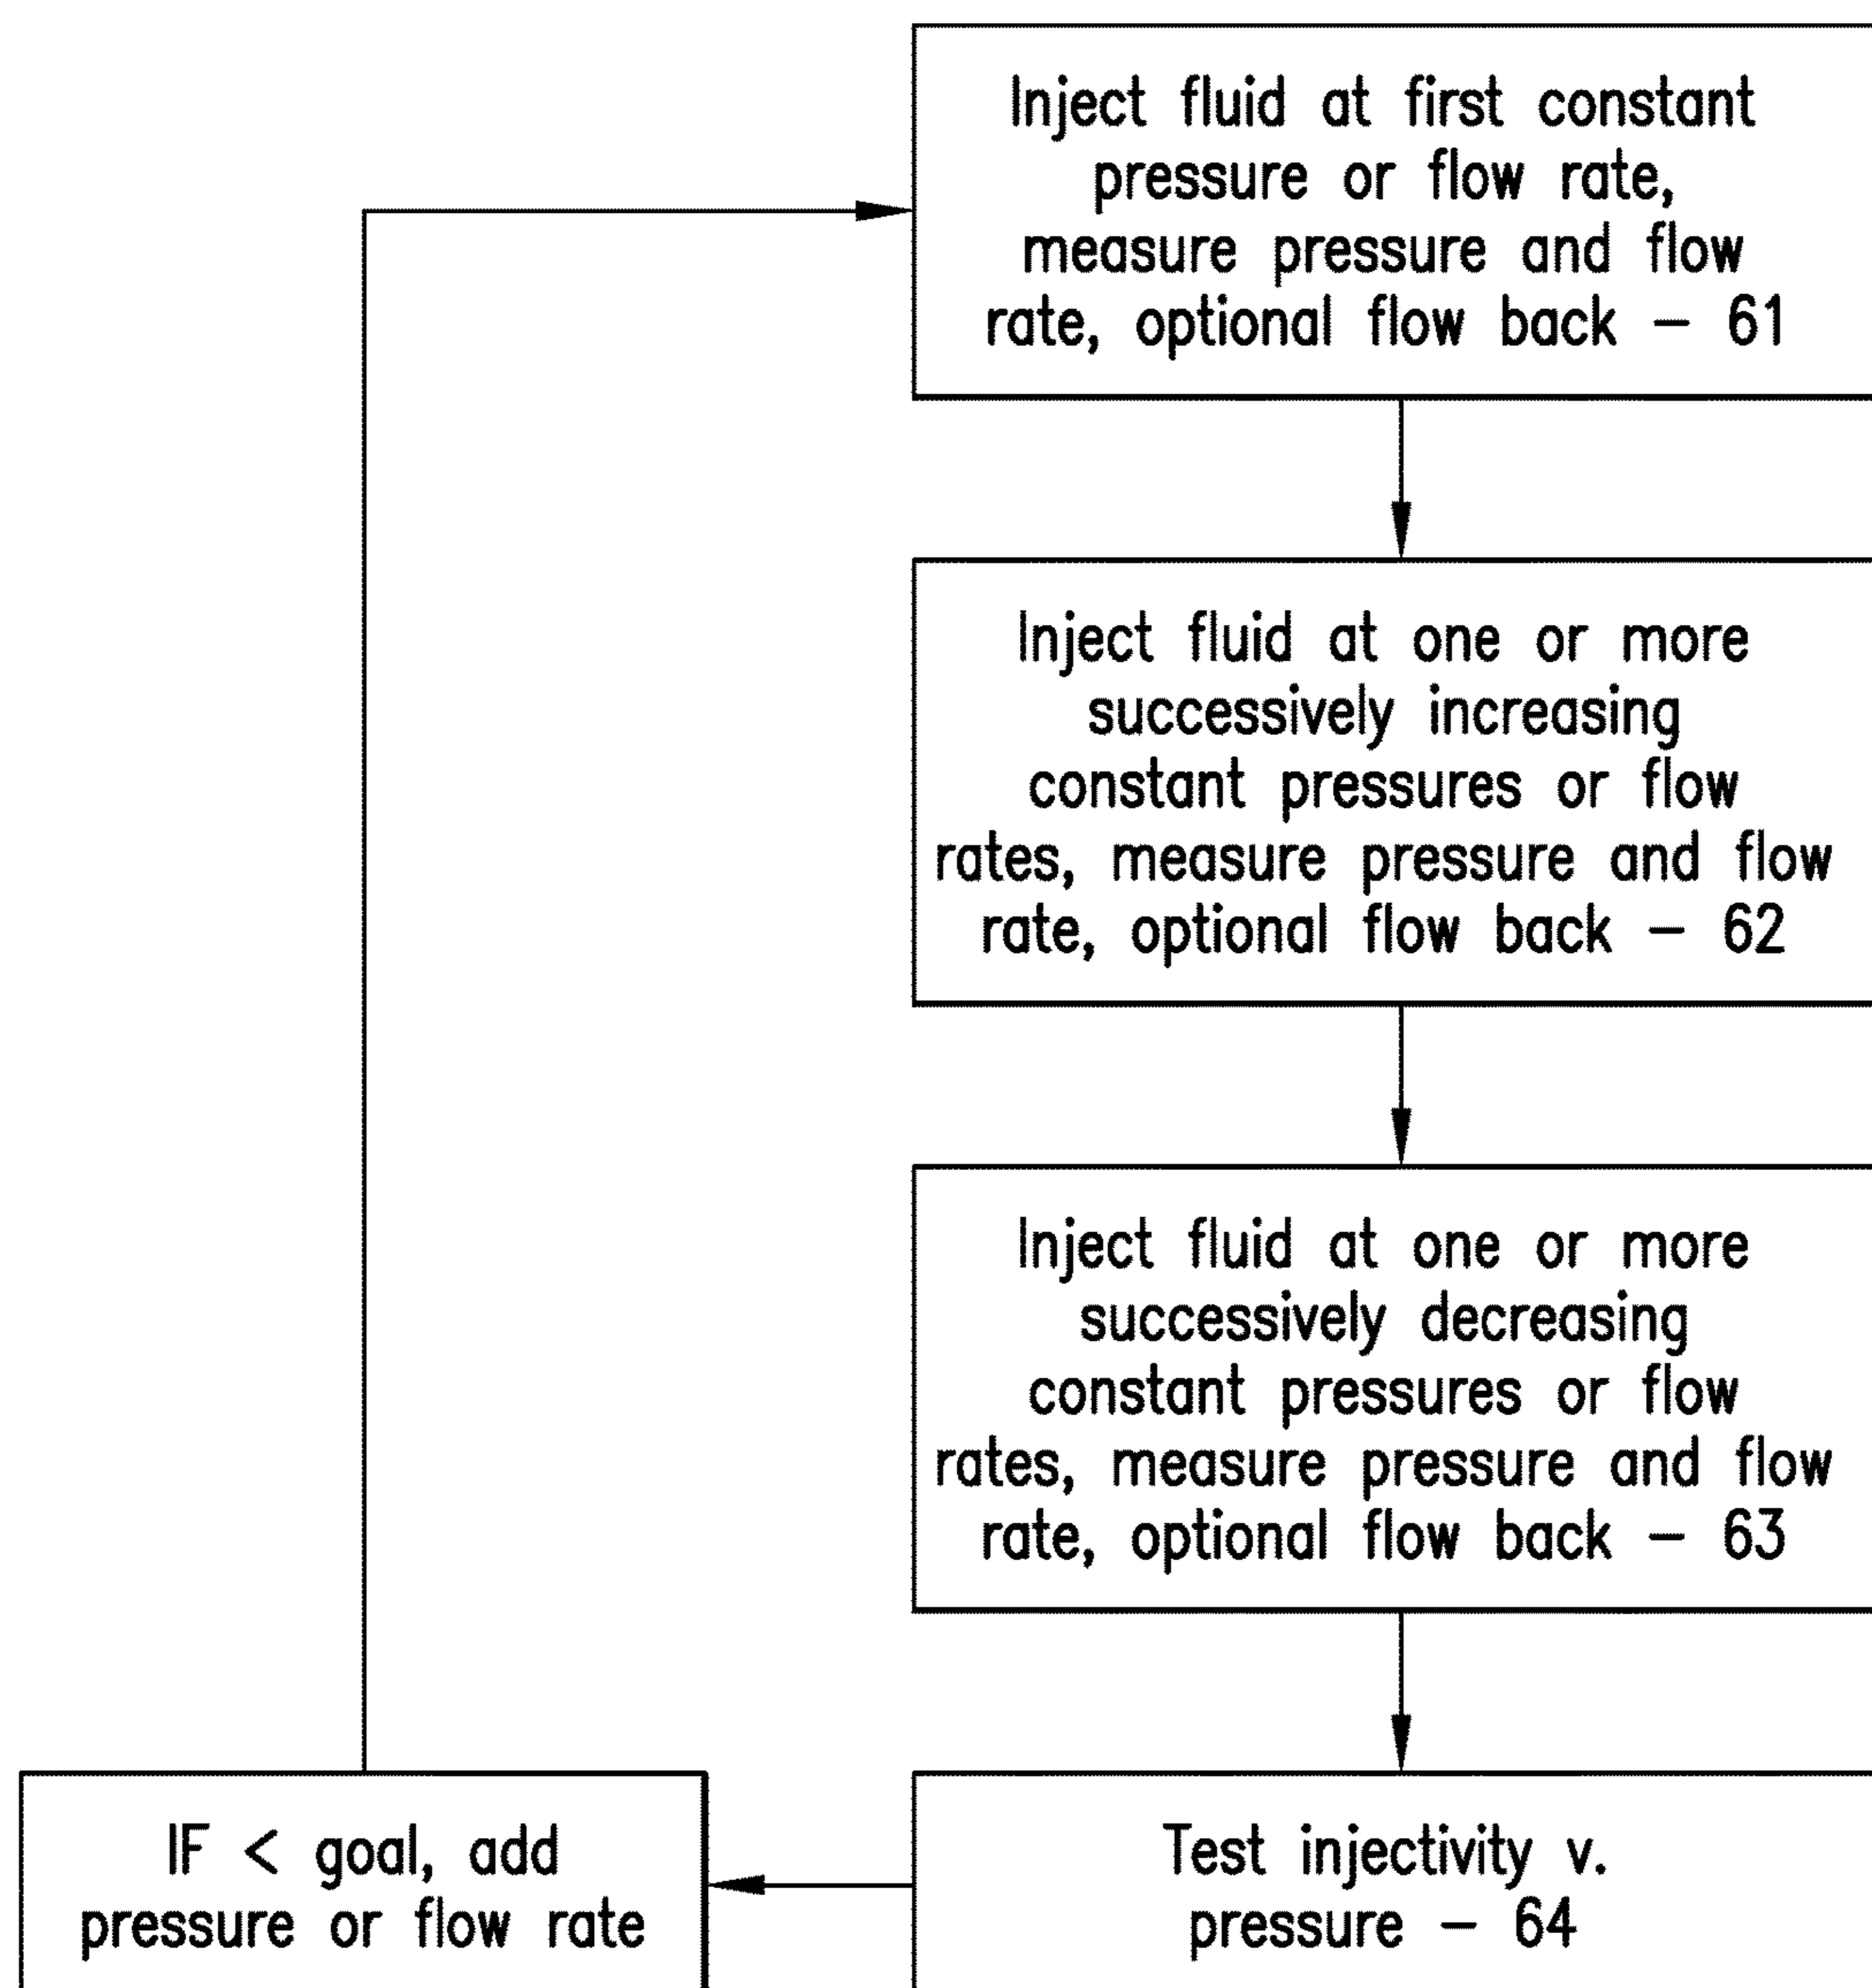 Inject fluid at first constant
pressure or flow rate,
measure pressure and flow
rate, optional flow back – 61
Inject fluid at one or more
successively increasing
constant pressures or flow
rates, measure pressure and flow
rate, optional flow back – 62
Inject fluid at one or more
successively decreasing
constant pressures or flow
rates, measure pressure and flow
rate, optional flow back – 63
IF < goal, add
pressure or flow rate
Test injectivity v.
pressure – 64